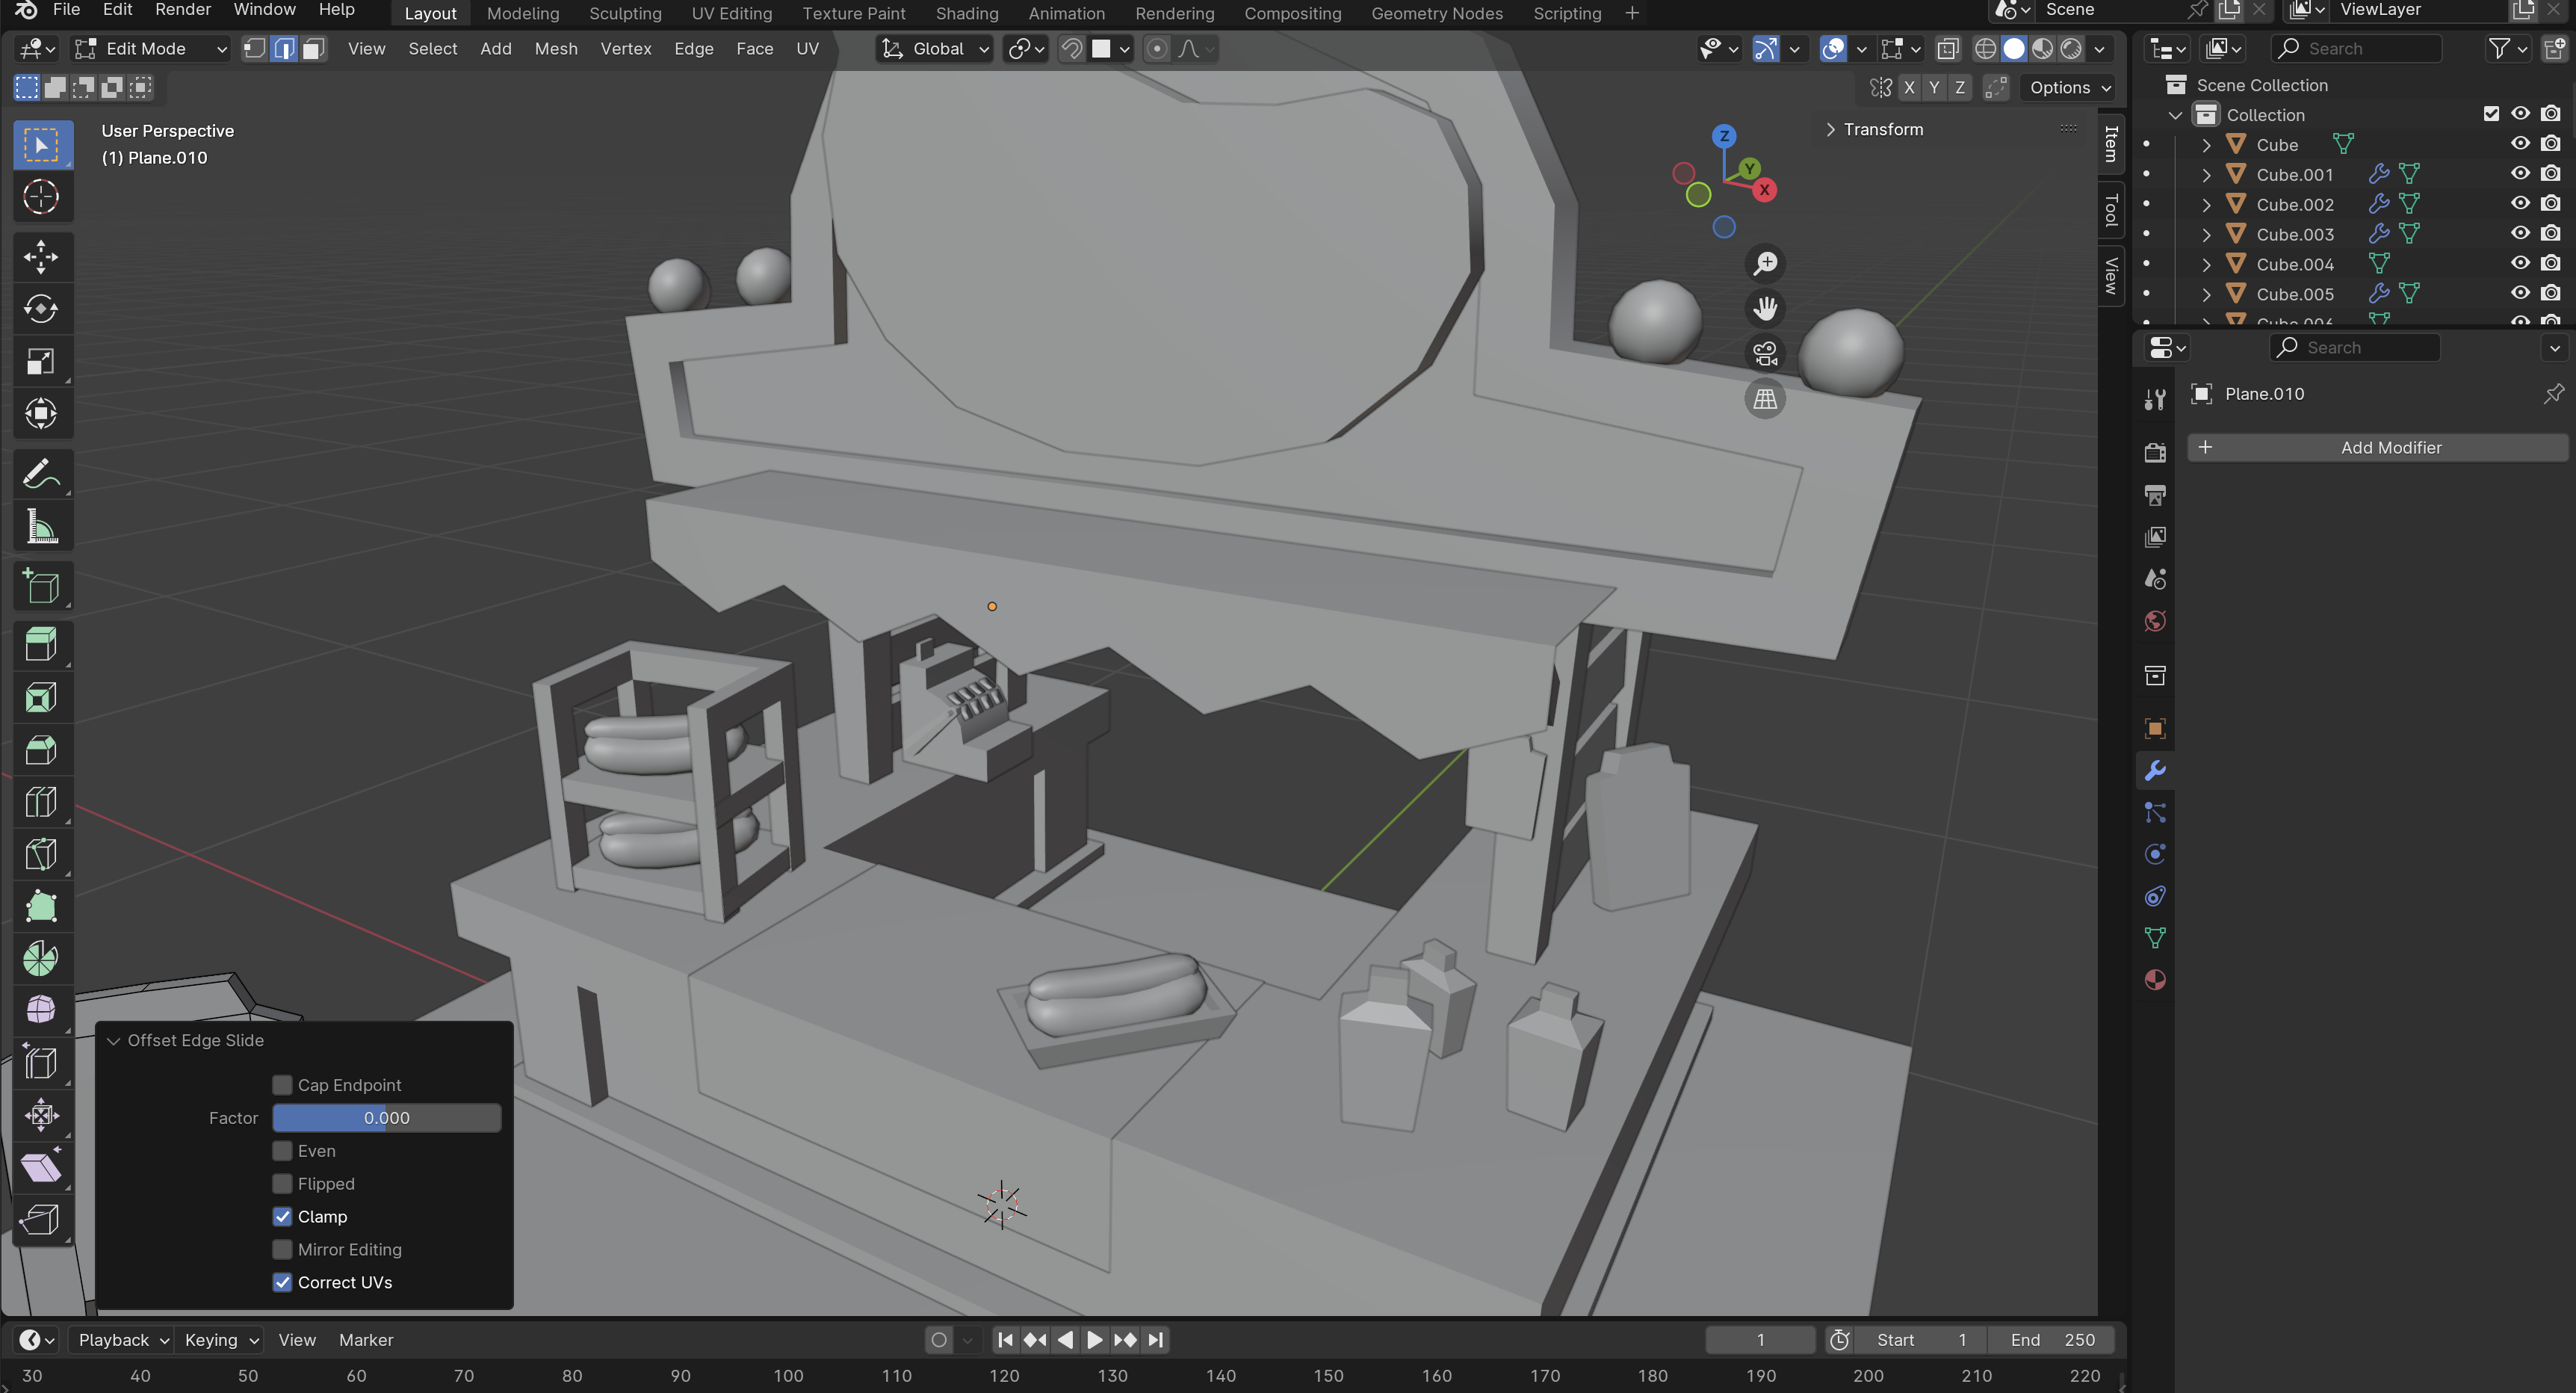 File Edit Render Window Help Layout Modeling Sculpting UV Editing Texture Paint Shading Animation Rendering Compositing Geometry Nodes Scripting Scene ViewLayer
Edit Mode View Select Add Mesh Vertex Edge Face UV Global Search
X Y Z Options
User Perspective
(1) Plane.010
Transform
Item
Tool
View
Z
Y
X
Scene Collection
Collection
Cube
Cube.001
Cube.002
Cube.003
Cube.004
Cube.005
Cube.006
Search
Plane.010
Add Modifier
Offset Edge Slide
Cap Endpoint
Factor 0.000
Even
Flipped
Clamp
Mirror Editing
Correct UVs
Playback Keying View Marker 1 Start 1 End 250
30 40 50 60 70 80 90 100 110 120 130 140 150 160 170 180 190 200 210 220